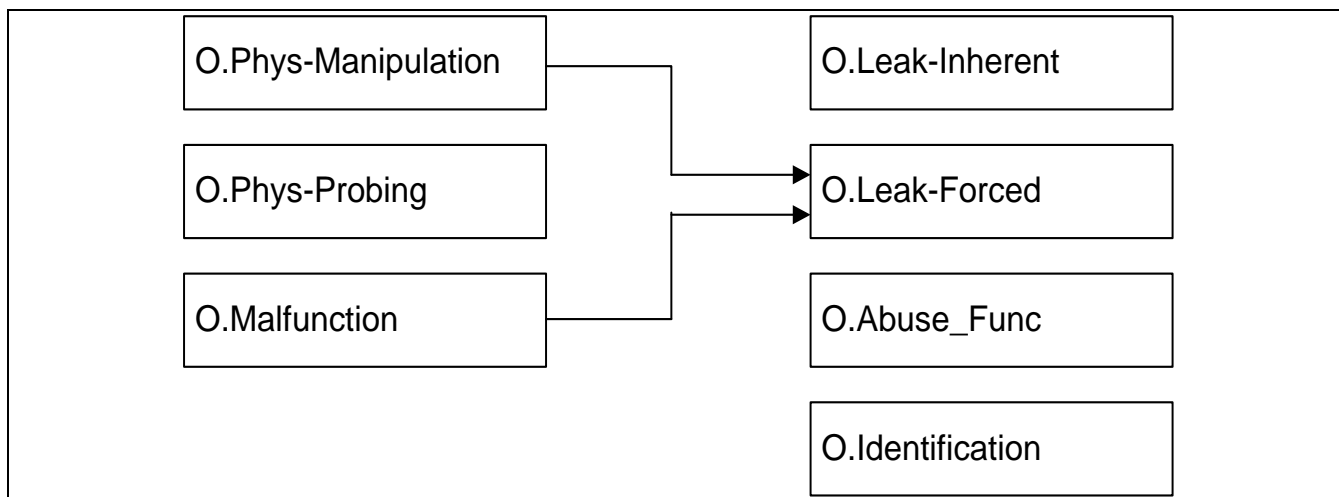 O.Phys-Manipulation
O.Leak-Inherent
O.Phys-Probing
O.Leak-Forced
O.Malfunction
O.Abuse_Func
O.Identification